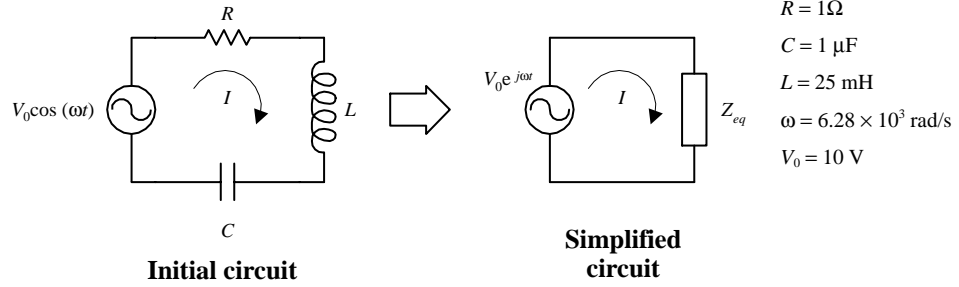 R
V₀cos (ωt)
I
L
C
Initial circuit
V₀e ʲωᵗ
I
Z_eq
Simplified
circuit
R = 1Ω
C = 1 μF
L = 25 mH
ω = 6.28 × 10³ rad/s
V₀ = 10 V